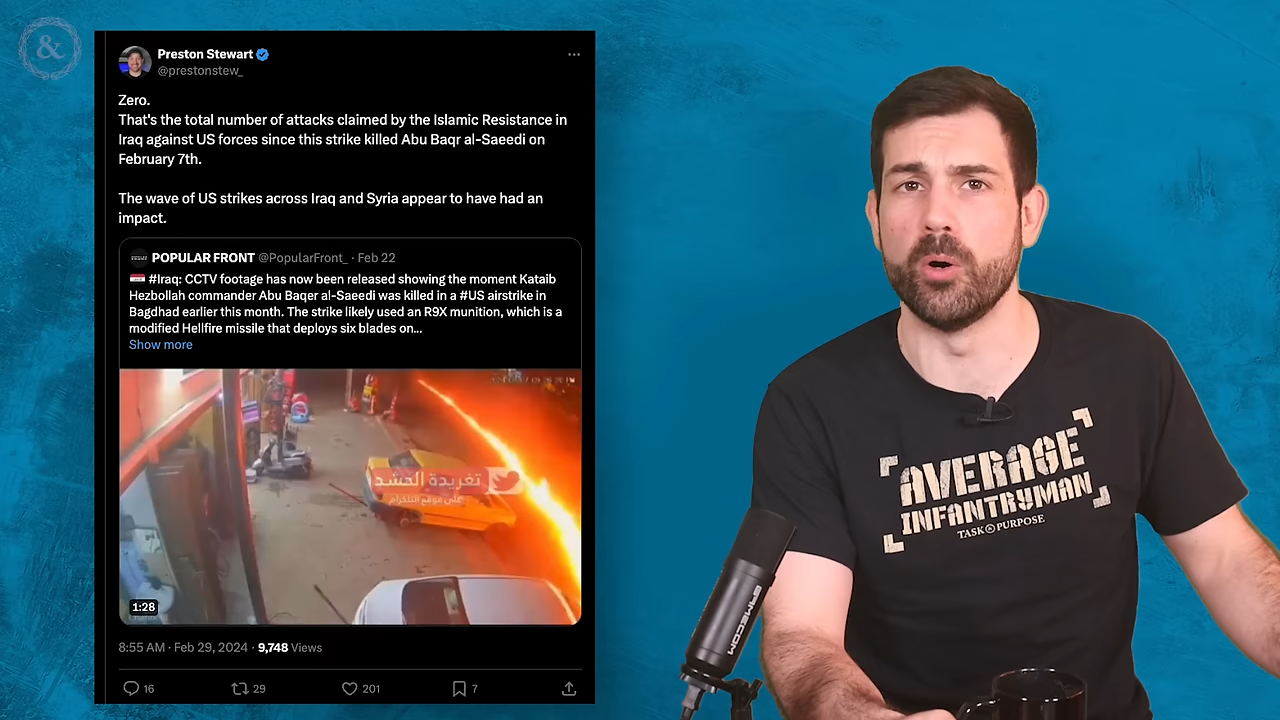 &
Preston Stewart
@prestonstew_
Zero.
That's the total number of attacks claimed by the Islamic Resistance in
Iraq against US forces since this strike killed Abu Baqr al-Saeedi on
February 7th.
The wave of US strikes across Iraq and Syria appear to have had an
impact.
POPULAR FRONT @PopularFront_ · Feb 22
#Iraq: CCTV footage has now been released showing the moment Kataib
Hezbollah commander Abu Baqer al-Saeedi was killed in a #US airstrike in
Bagdhad earlier this month. The strike likely used an R9X munition, which is a
modified Hellfire missile that deploys six blades on...
Show more
تغريدة الحشد
على موقع التلكرام
1:28
8:55 AM · Feb 29, 2024 · 9,748 Views
16 29 201 7
AVERAGE
INFANTRYMAN
TASK & PURPOSE
GAMECOM